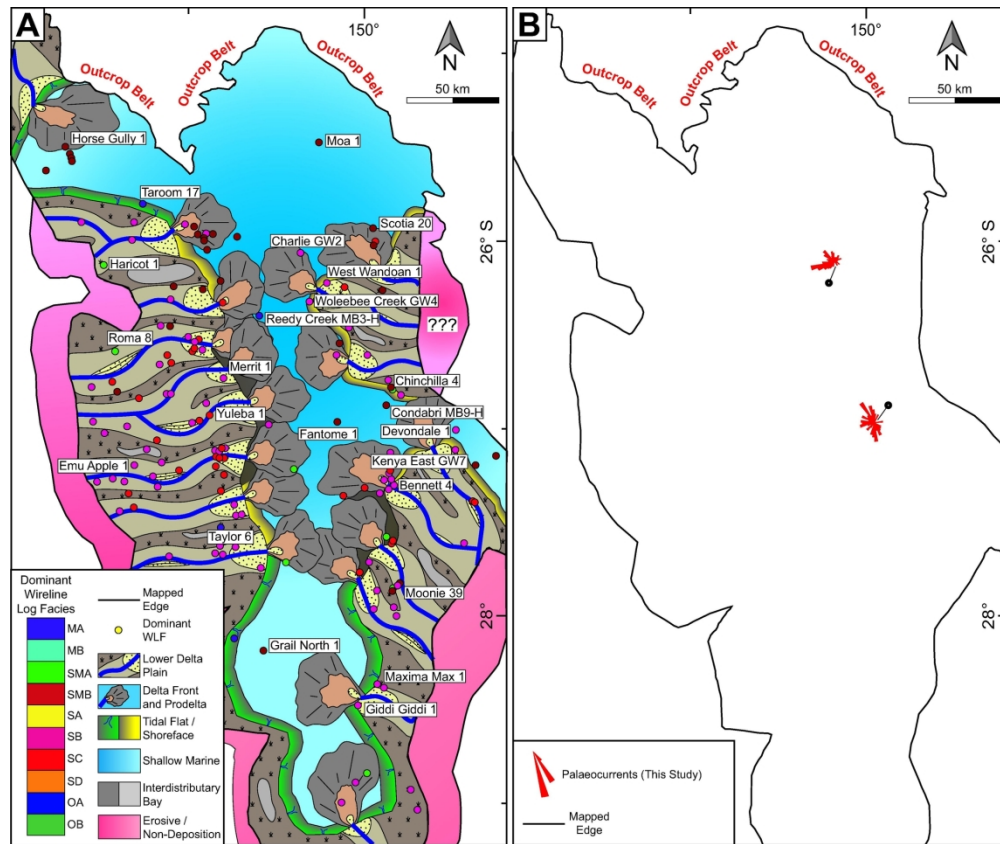 A
150°
Outcrop Belt
Outcrop Belt
Outcrop Belt
N
50 km
Horse Gully 1
Moa 1
Taroom 17
Scotia 20
Charlie GW2
26° S
Haricot 1
West Wandoan 1
Woleebee Creek GW4
Reedy Creek MB3-H
???
Roma 8
Merrit 1
Chinchilla 4
Yuleba 1
Condabri MB9-H
Fantome 1
Devondale 1
Emu Apple 1
Kenya East GW7
Bennett 4
Taylor 6
Moonie 39
28°
Grail North 1
Maxima Max 1
Giddi Giddi 1
Dominant
Wireline
Log Facies
MA
MB
SMA
SMB
SA
SB
SC
SD
OA
OB
Mapped
Edge
Dominant
WLF
Lower Delta
Plain
Delta Front
and Prodelta
Tidal Flat /
Shoreface
Shallow Marine
Interdistributary
Bay
Erosive /
Non-Deposition
B
150°
Outcrop Belt
Outcrop Belt
Outcrop Belt
N
50 km
26° S
28°
Palaeocurrents (This Study)
Mapped
Edge